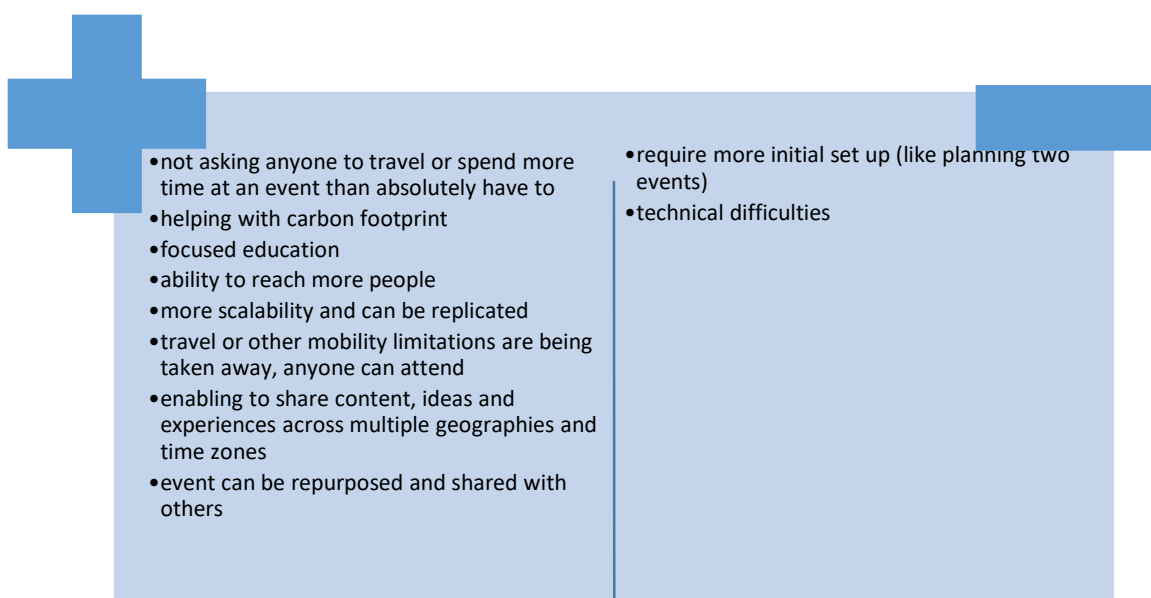 •not asking anyone to travel or spend more
time at an event than absolutely have to
•helping with carbon footprint
•focused education
•ability to reach more people
•more scalability and can be replicated
•travel or other mobility limitations are being
taken away, anyone can attend
•enabling to share content, ideas and
experiences across multiple geographies and
time zones
•event can be repurposed and shared with
others
•require more initial set up (like planning two
events)
•technical difficulties